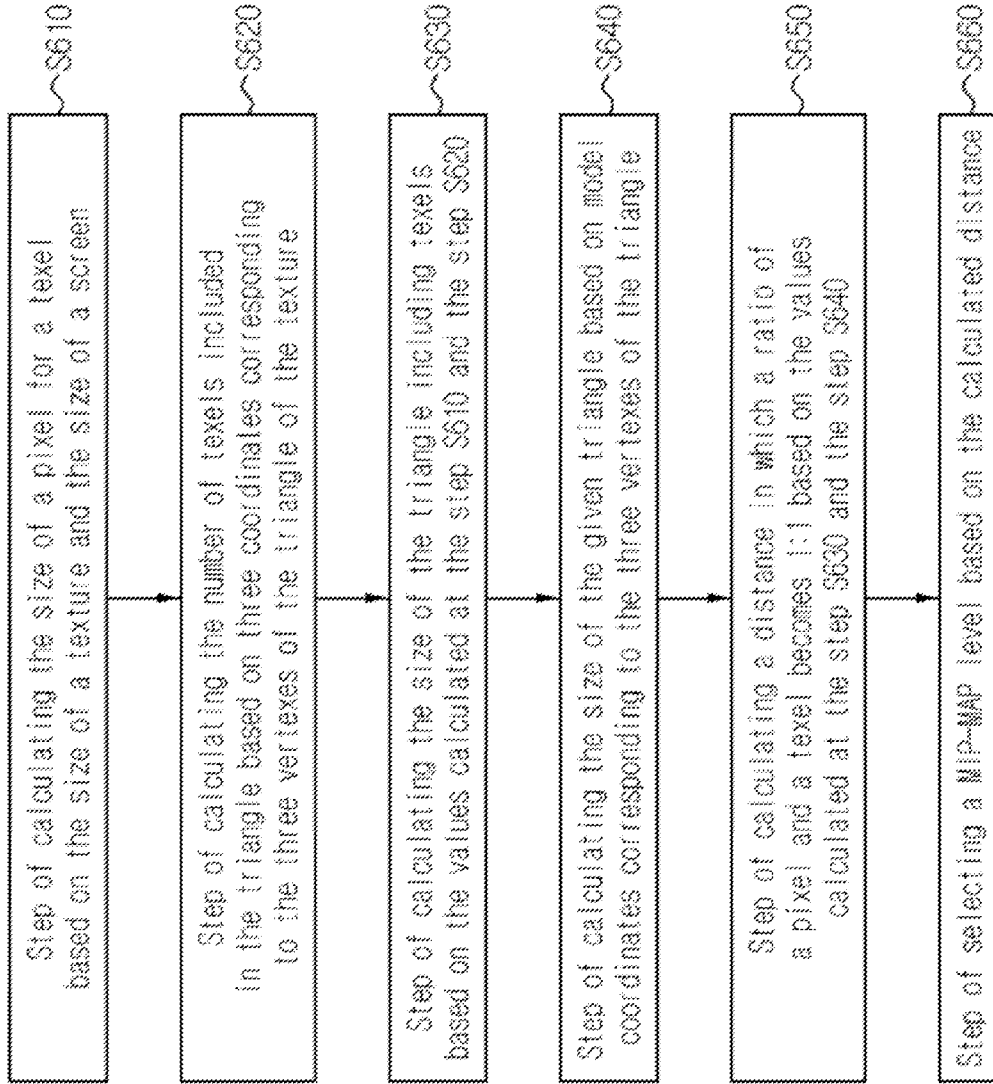 Step of calculating the size of a pixel for a texel
based on the size of a texture and the size of a screen
S610
Step of calculating the number of texels included
in the triangle based on three coordinates corresponding
to the three vertexes of the triangle of the texture
S620
Step of calculating the size of the triangle including texels
based on the values calculated at the step S610 and the step S620
S630
Step of calculating the size of the given triangle based on model
coordinates corresponding to the three vertexes of the triangle
S640
Step of calculating a distance in which a ratio of
a pixel and a texel becomes 1:1 based on the values
calculated at the step S630 and the step S640
S650
Step of selecting a MIP-MAP level based on the calculated distance
S660